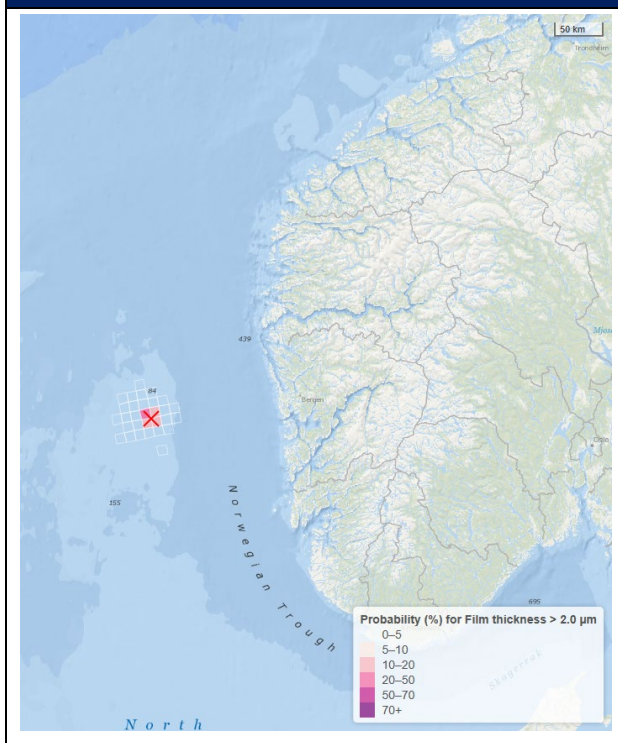 50 km
Trondheim
439
Mjøsa
84
Bergen
Oslo
155
Norwegian Trough
695
Skagerrak
Probability (%) for Film thickness > 2.0 µm
0–5
5–10
10–20
20–50
50–70
70+
North